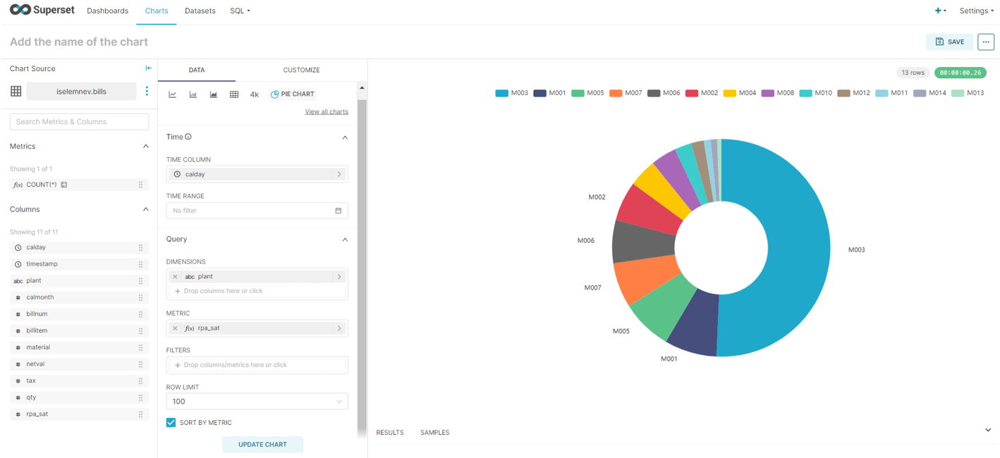 Superset Dashboards Charts Datasets SQL Settings
Add the name of the chart
SAVE
Chart Source
iselemnev.bills
Search Metrics & Columns
Metrics
Showing 1 of 1
f(x) COUNT(*)
Columns
Showing 11 of 11
calday
timestamp
abc plant
# calmonth
# billnum
# billitem
# material
# netval
# tax
# qty
# rpa_sat
DATA CUSTOMIZE
4k PIE CHART
View all charts
Time
TIME COLUMN
calday
TIME RANGE
No filter
Query
DIMENSIONS
abc plant
+ Drop columns here or click
METRIC
f(x) rpa_sat
FILTERS
+ Drop columns/metrics here or click
ROW LIMIT
100
SORT BY METRIC
UPDATE CHART
13 rows 00:00:00.26
M003 M001 M005 M007 M006 M002 M004 M008 M010 M012 M011 M014 M013
M002
M006
M003
M007
M005
M001
RESULTS SAMPLES